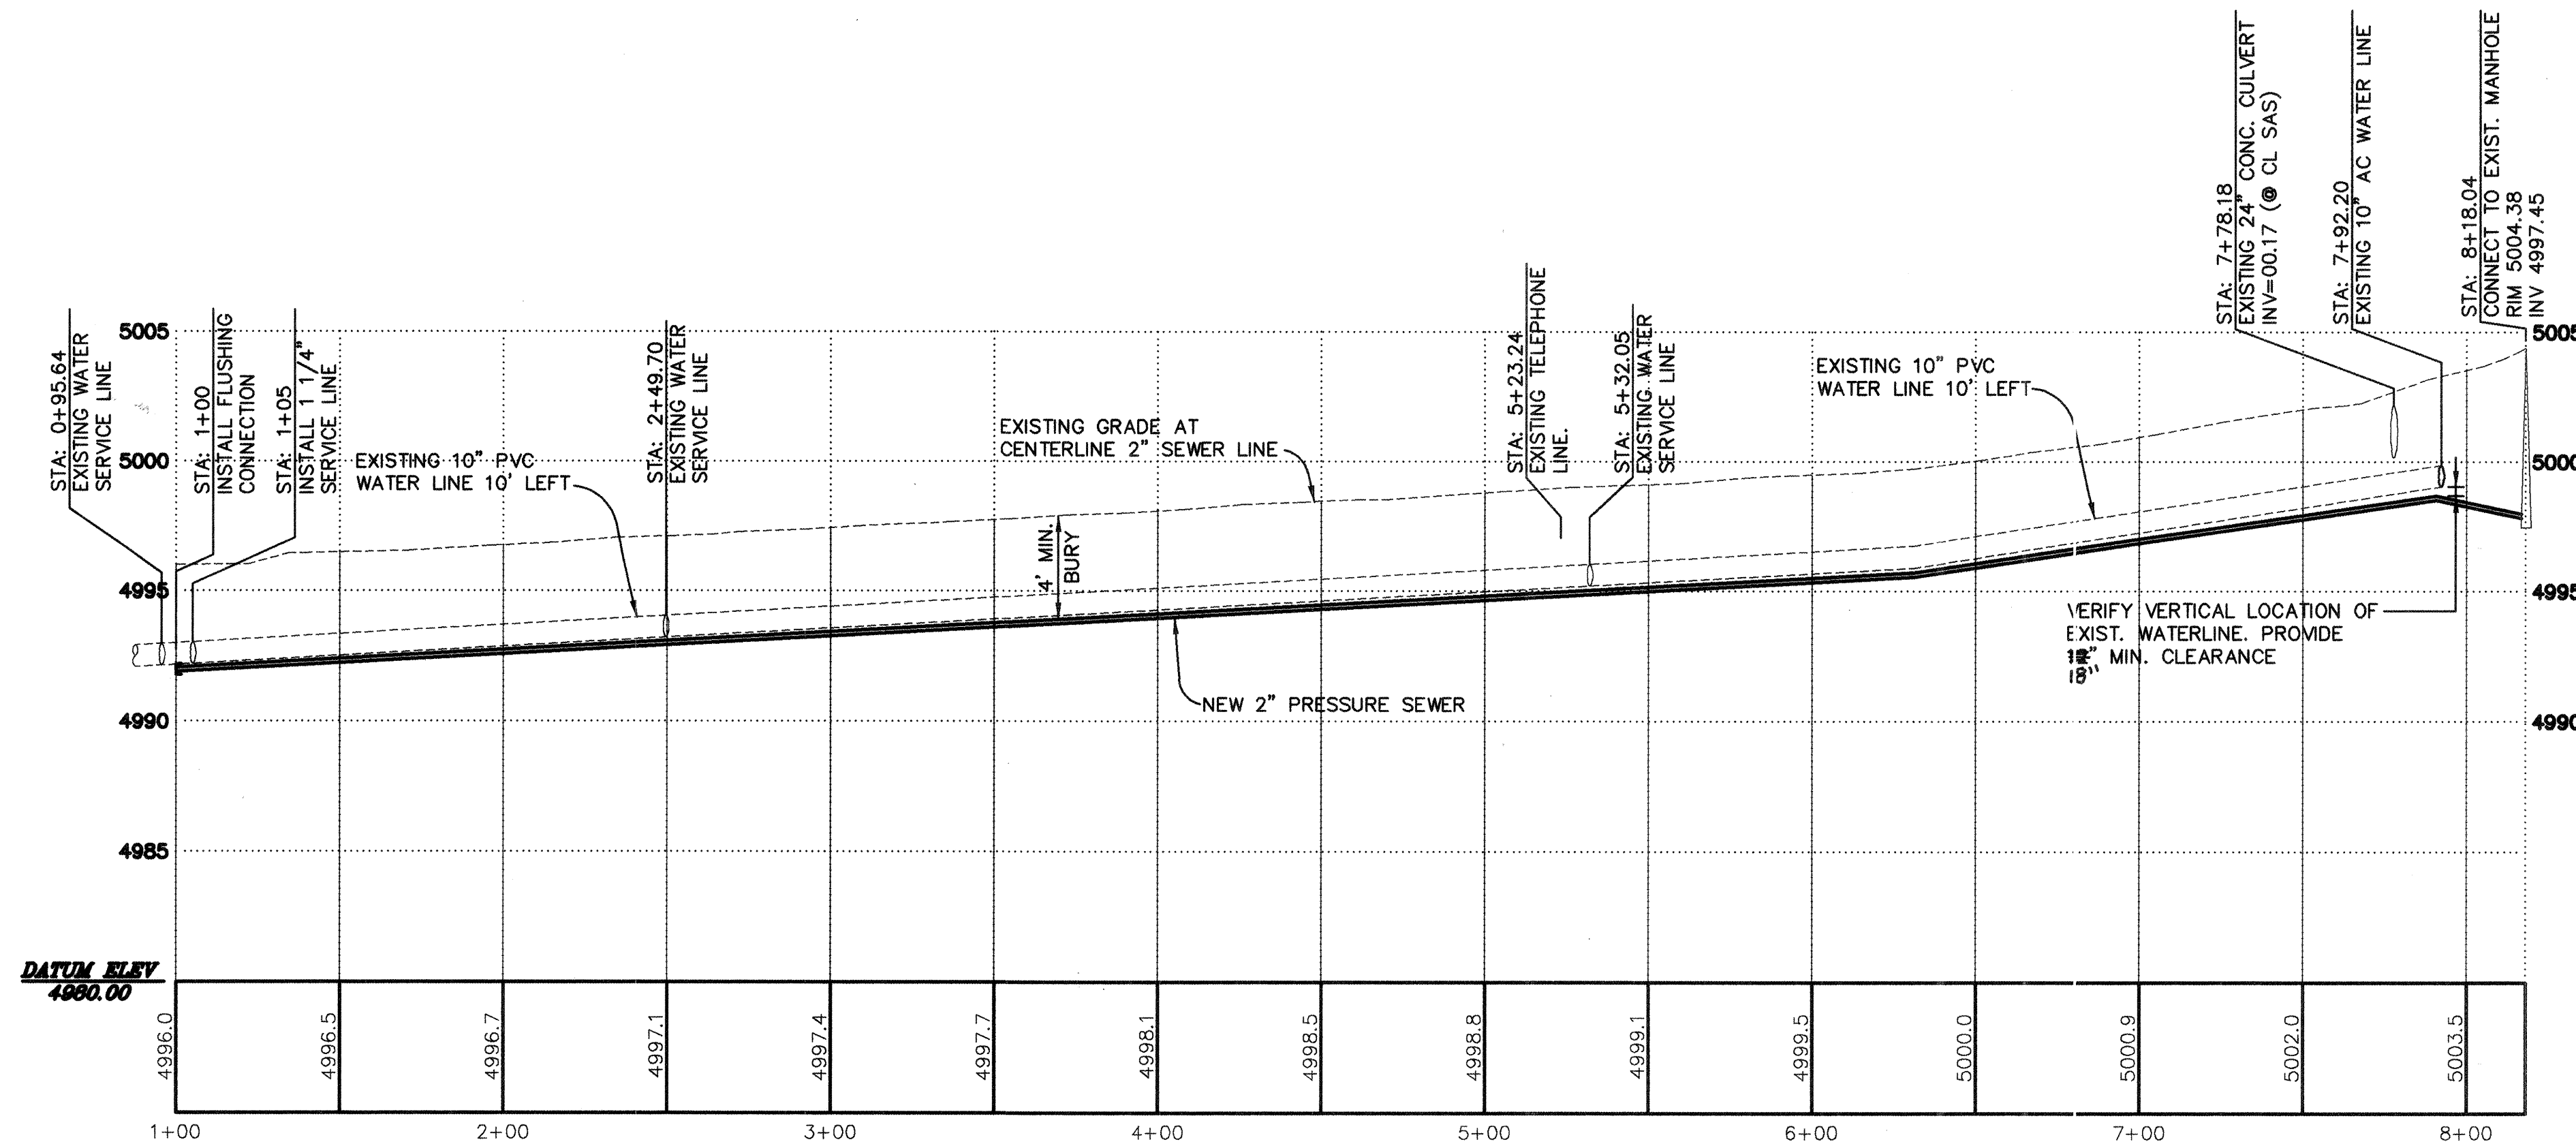 STA: 0+95.64
EXISTING WATER
SERVICE LINE
STA: 1+00
INSTALL FLUSHING
CONNECTION
STA: 1+05
INSTALL 1 1/4"
SERVICE LINE
EXISTING 10" PVC
WATER LINE 10' LEFT
STA: 2+49.70
EXISTING WATER
SERVICE LINE
EXISTING GRADE AT
CENTERLINE 2" SEWER LINE
4' MIN.
BURY
STA: 5+23.24
EXISTING TELEPHONE
LINE.
STA: 5+32.05
EXISTING WATER
SERVICE LINE
EXISTING 10" PVC
WATER LINE 10' LEFT
STA: 7+78.18
EXISTING 24" CONC. CULVERT
INV=00.17 (@ CL SAS)
STA: 7+92.20
EXISTING 10" AC WATER LINE
STA: 8+18.04
CONNECT TO EXIST. MANHOLE
RIM 5004.38
INV 4997.45
NEW 2" PRESSURE SEWER
VERIFY VERTICAL LOCATION OF
EXIST. WATERLINE. PROVIDE
" MIN. CLEARANCE
18"
5005
5000
4995
4990
4985
DATUM ELEV
4980.00
5005
5000
4995
4990
4996.0
4996.5
4996.7
4997.1
4997.4
4997.7
4998.1
4998.5
4998.8
4999.1
4999.5
5000.0
5000.9
5002.0
5003.5
1+00
2+00
3+00
4+00
5+00
6+00
7+00
8+00